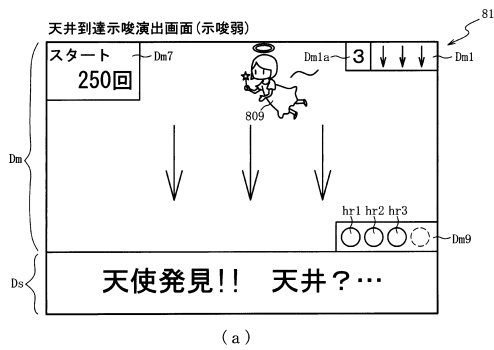 天井到達示唆演出画面(示唆弱)
81
スタート
250回
Dm7
Dm1a
3
Dm1
809
Dm
hr1 hr2 hr3
Dm9
Ds
天使発見!! 天井?…
(a)